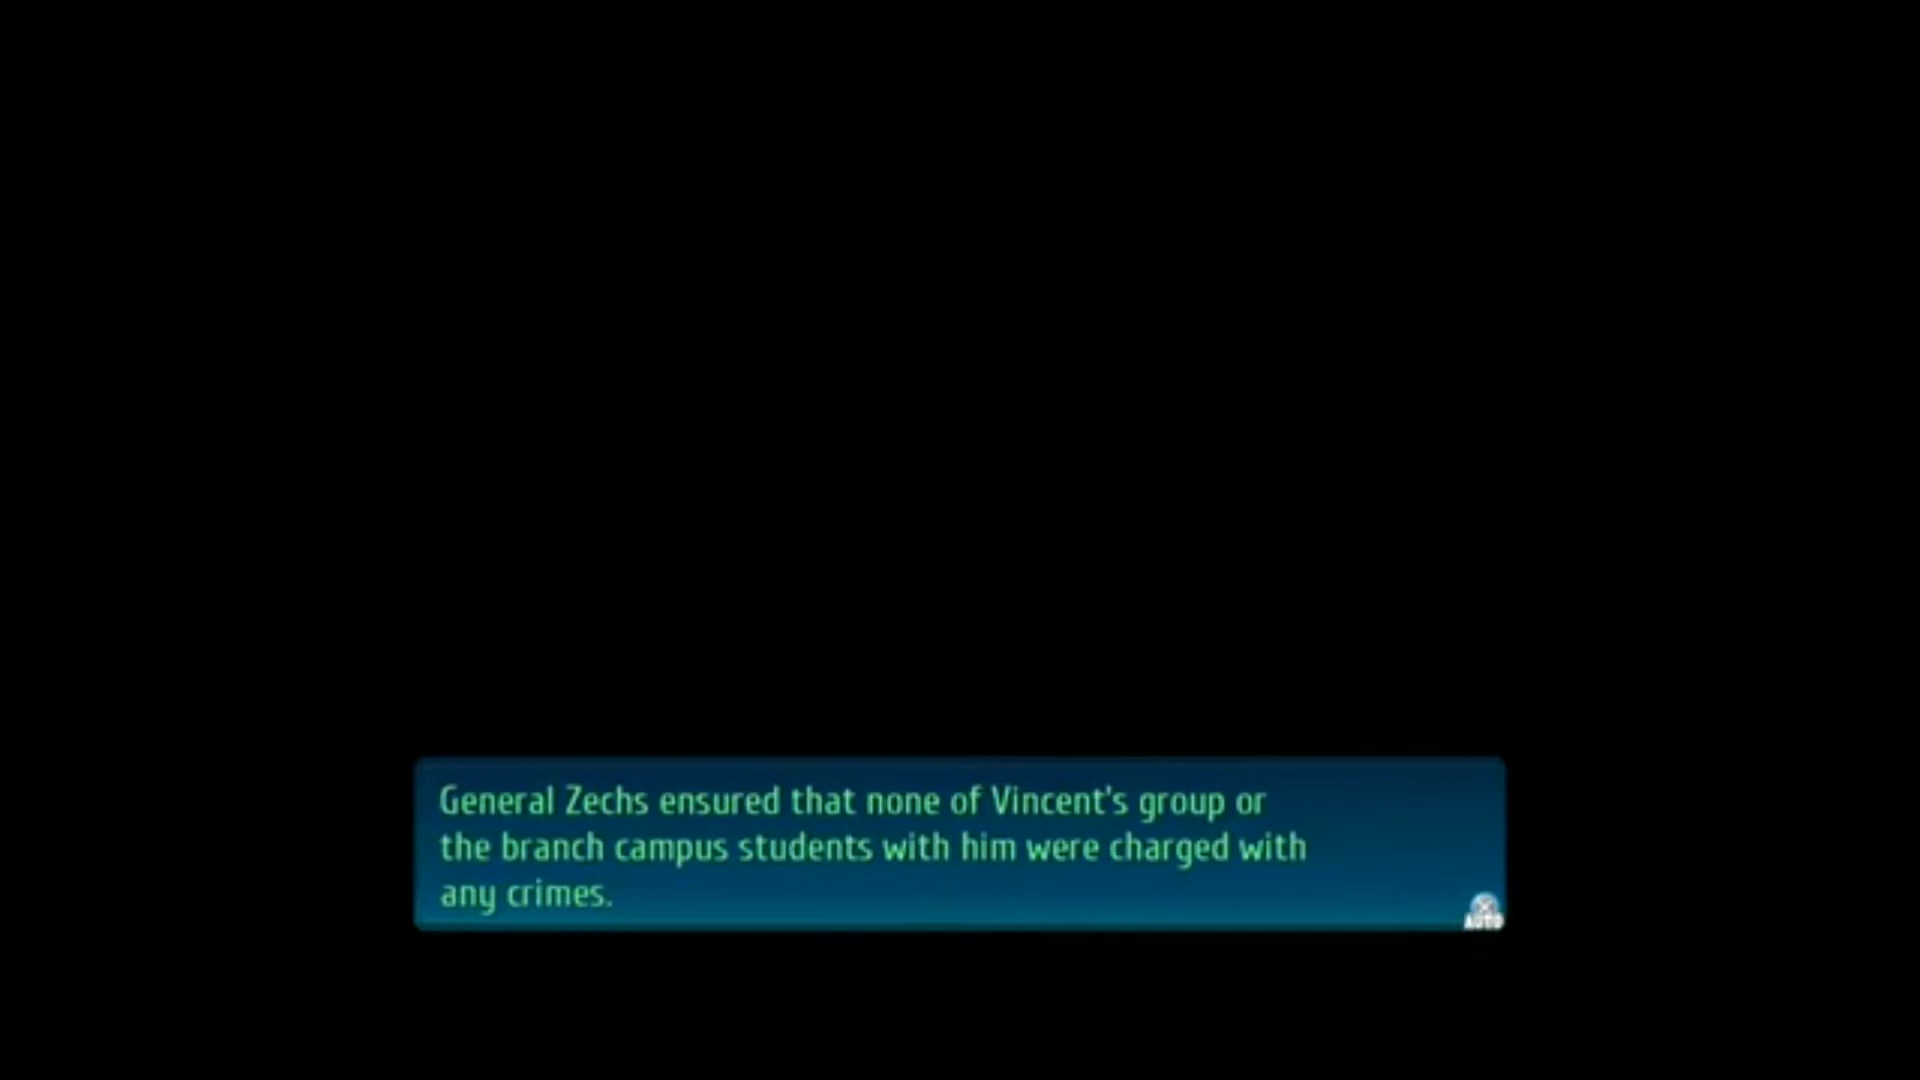 General Zechs ensured that none of Vincent's group or
the branch campus students with him were charged with
any crimes.
AUTO